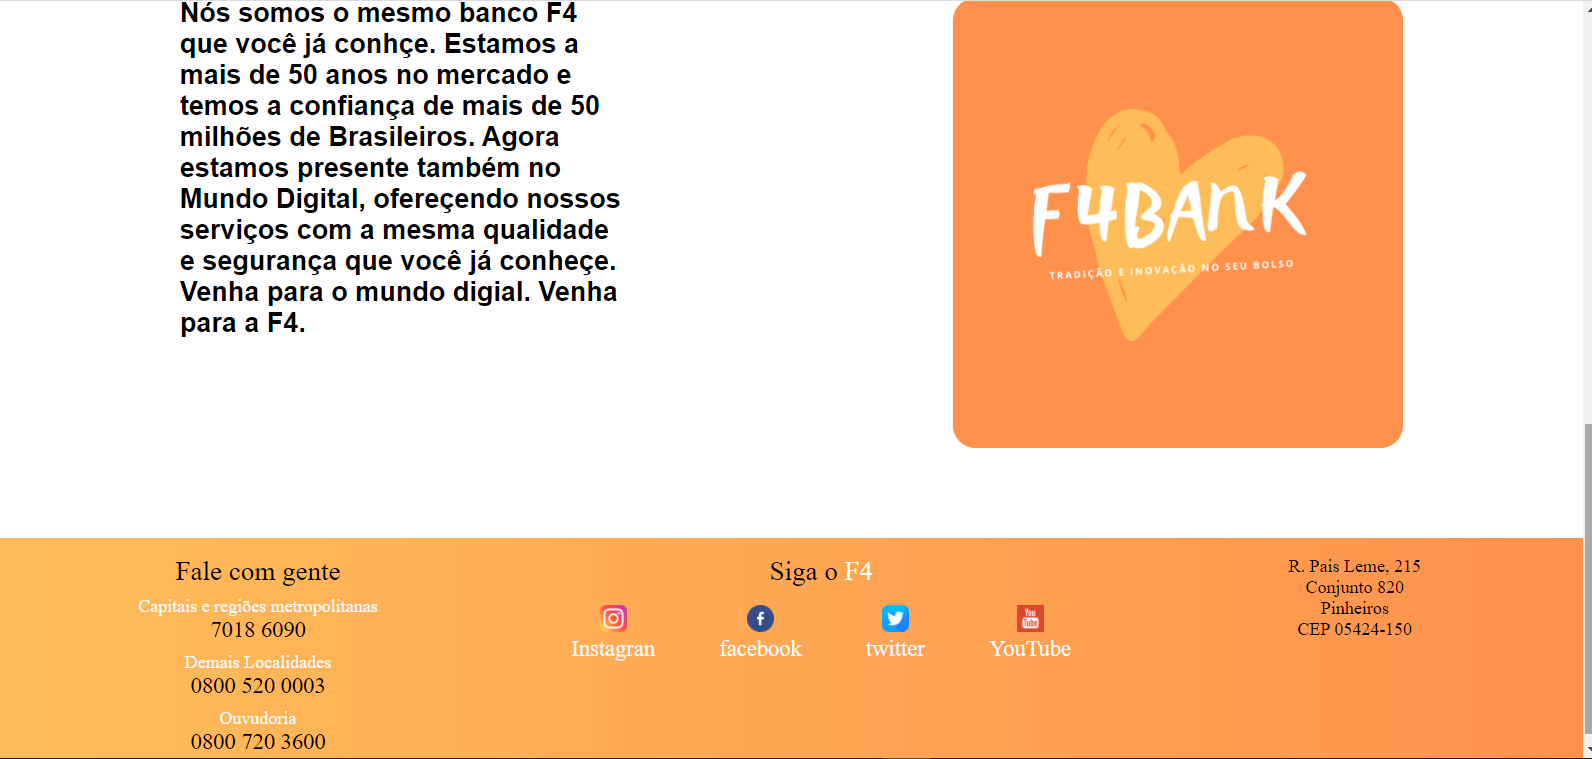 Nós somos o mesmo banco F4
que você já conhçe. Estamos a
mais de 50 anos no mercado e
temos a confiança de mais de 50
milhões de Brasileiros. Agora
estamos presente também no
Mundo Digital, ofereçendo nossos
serviços com a mesma qualidade
e segurança que você já conheçe.
Venha para o mundo digial. Venha
para a F4.
F4BANK
TRADIÇÃO E INOVAÇÃO NO SEU BOLSO
Fale com gente
Capitais e regiões metropolitanas
7018 6090
Demais Localidades
0800 520 0003
Ouvudoria
0800 720 3600
Siga o F4
You
Tube
Instagran facebook twitter YouTube
R. Pais Leme, 215
Conjunto 820
Pinheiros
CEP 05424-150